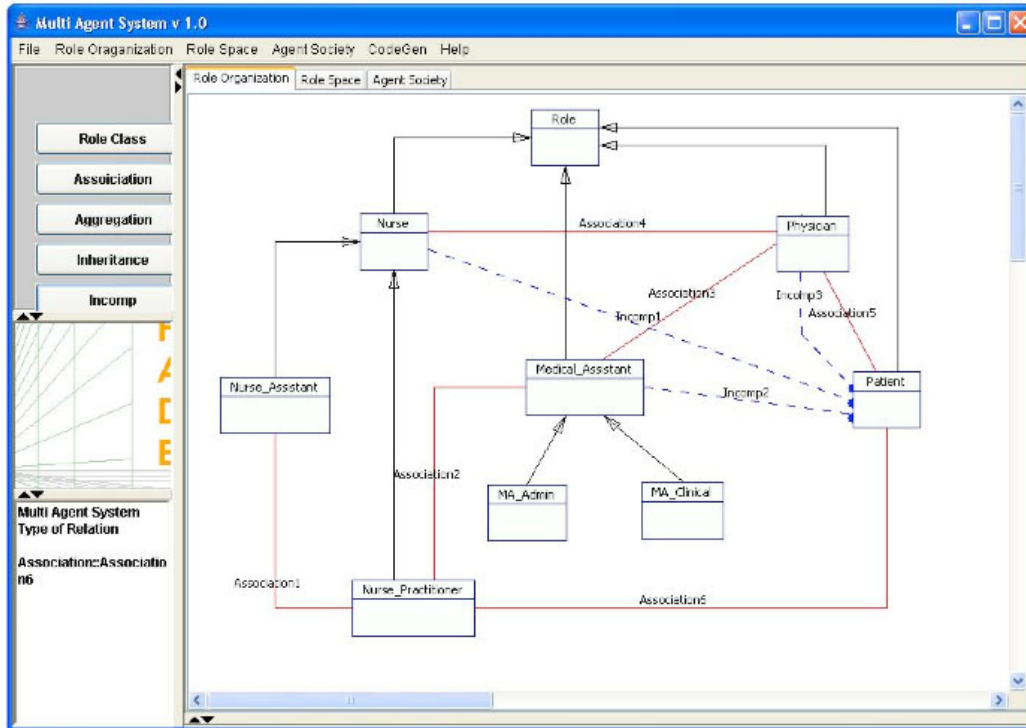 Multi Agent System v 1.0
File Role Oraganization Role Space Agent Society CodeGen Help
Role Organization Role Space Agent Society
Role Class
Assoiciation
Aggregation
Inheritance
Incomp
F
A
D
E
Multi Agent System
Type of Relation
Association::Associatio
n6
Role
Nurse
Association4
Physician
Association3
Incomp3
Incomp1
Association5
Nurse_Assistant
Medical_Assistant
Patient
Incomp2
Association2
MA_Admin
MA_Clinical
Association1
Nurse_Practitioner
Association6